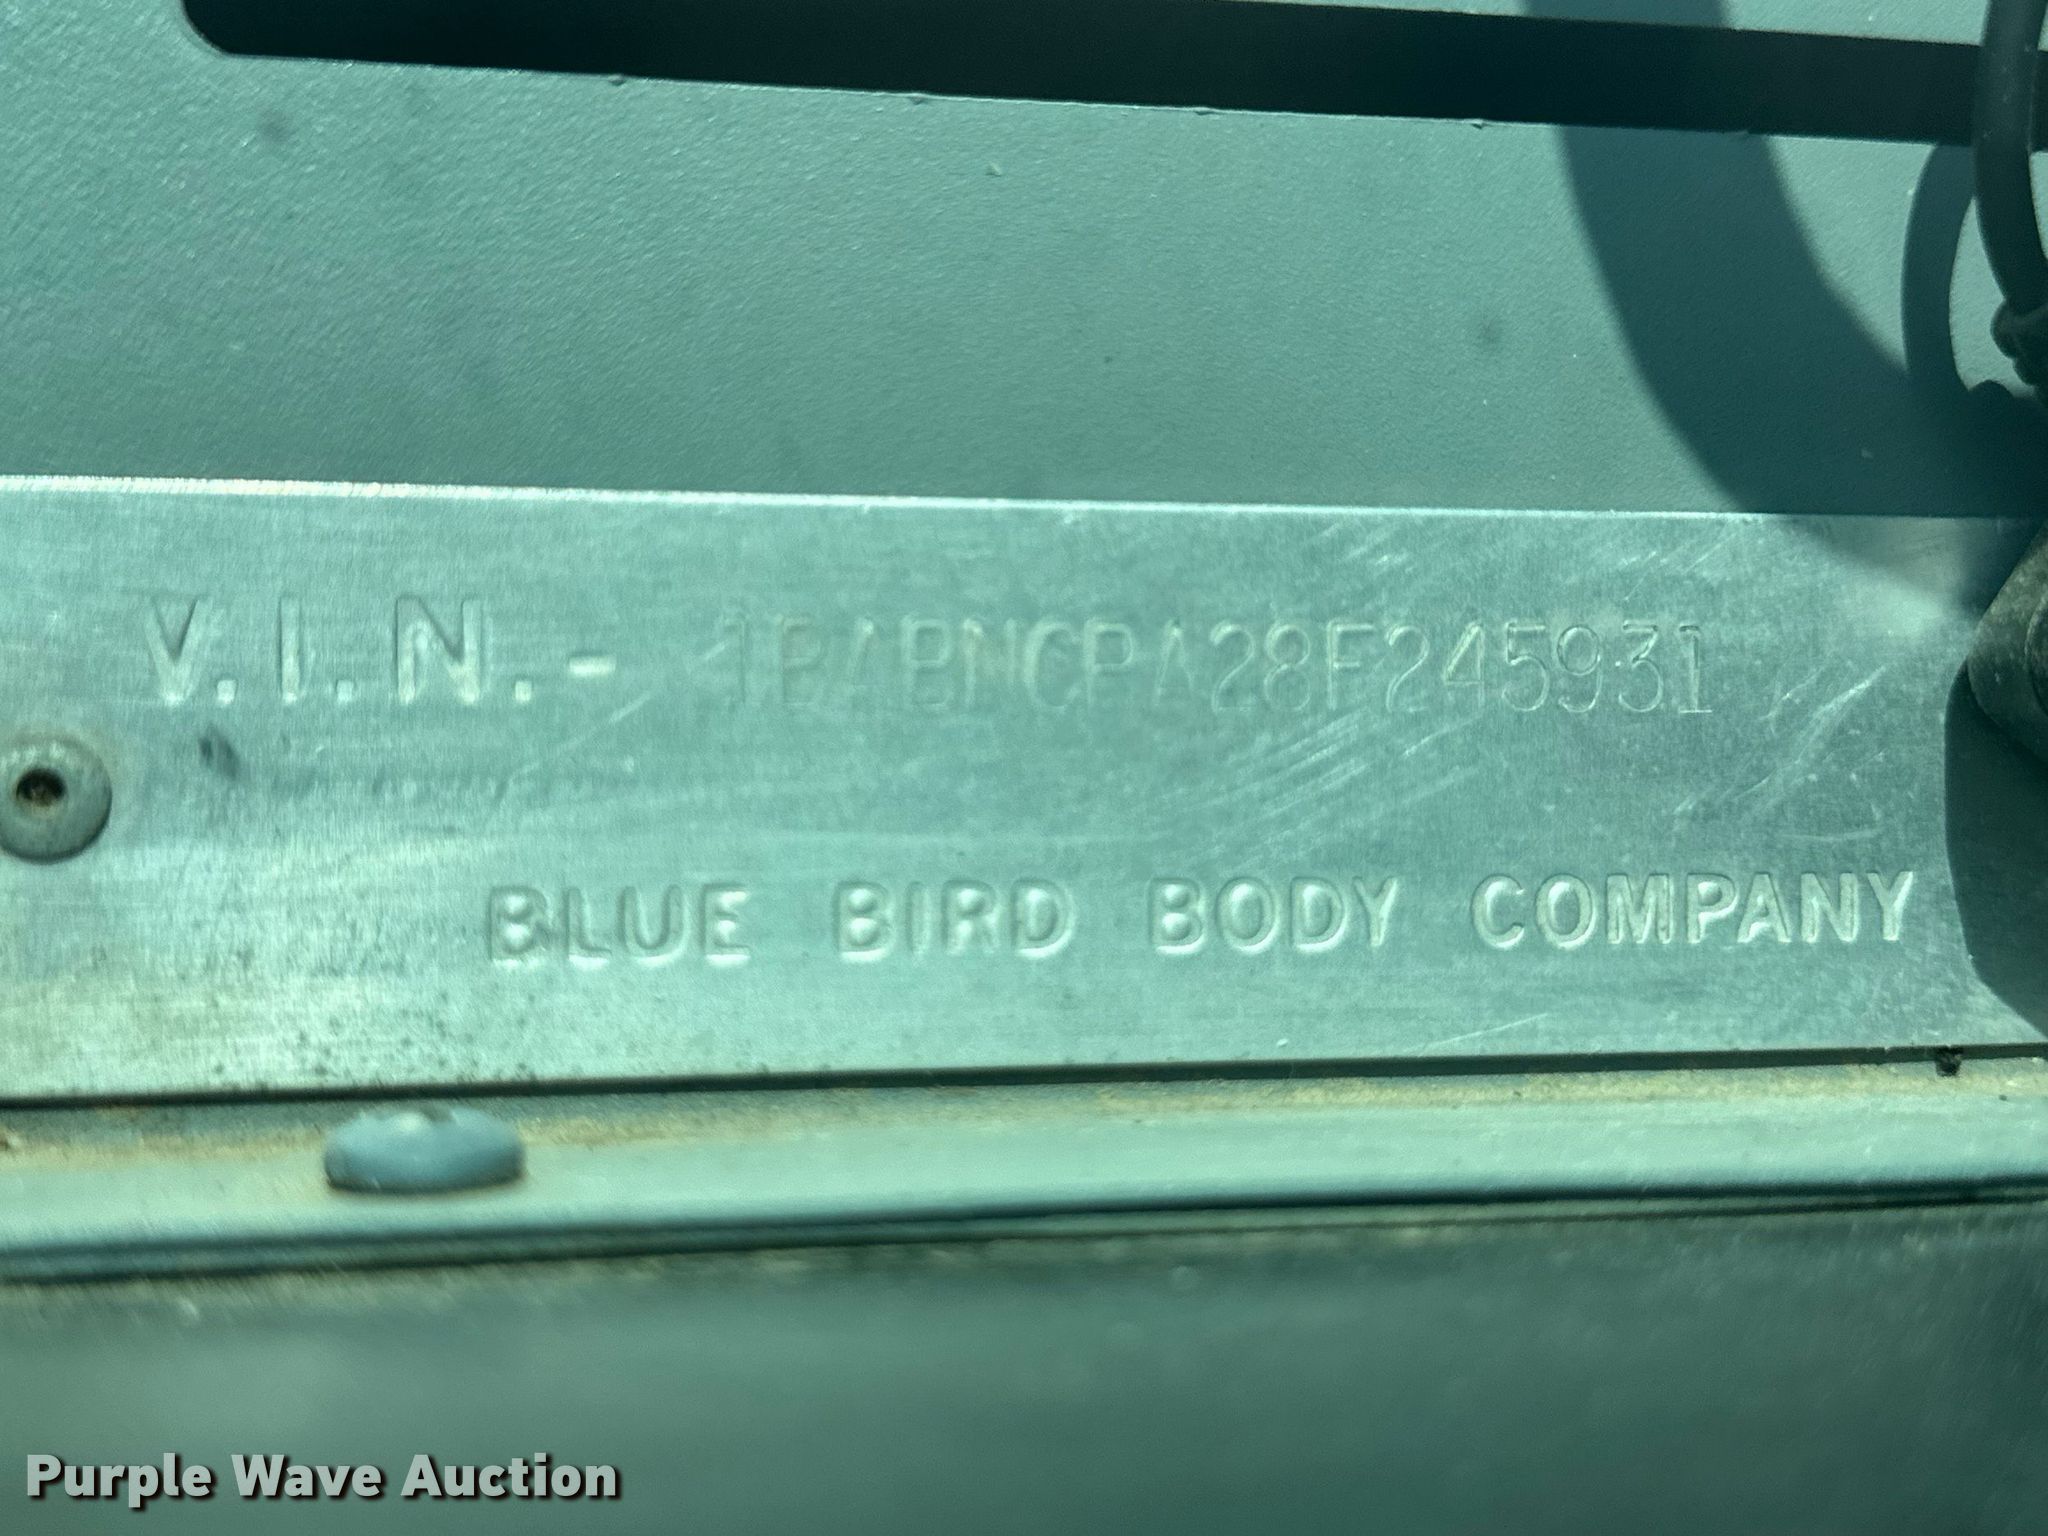 V.I.N.- 1BABNCPA28F245931
BLUE BIRD BODY COMPANY
Purple Wave Auction